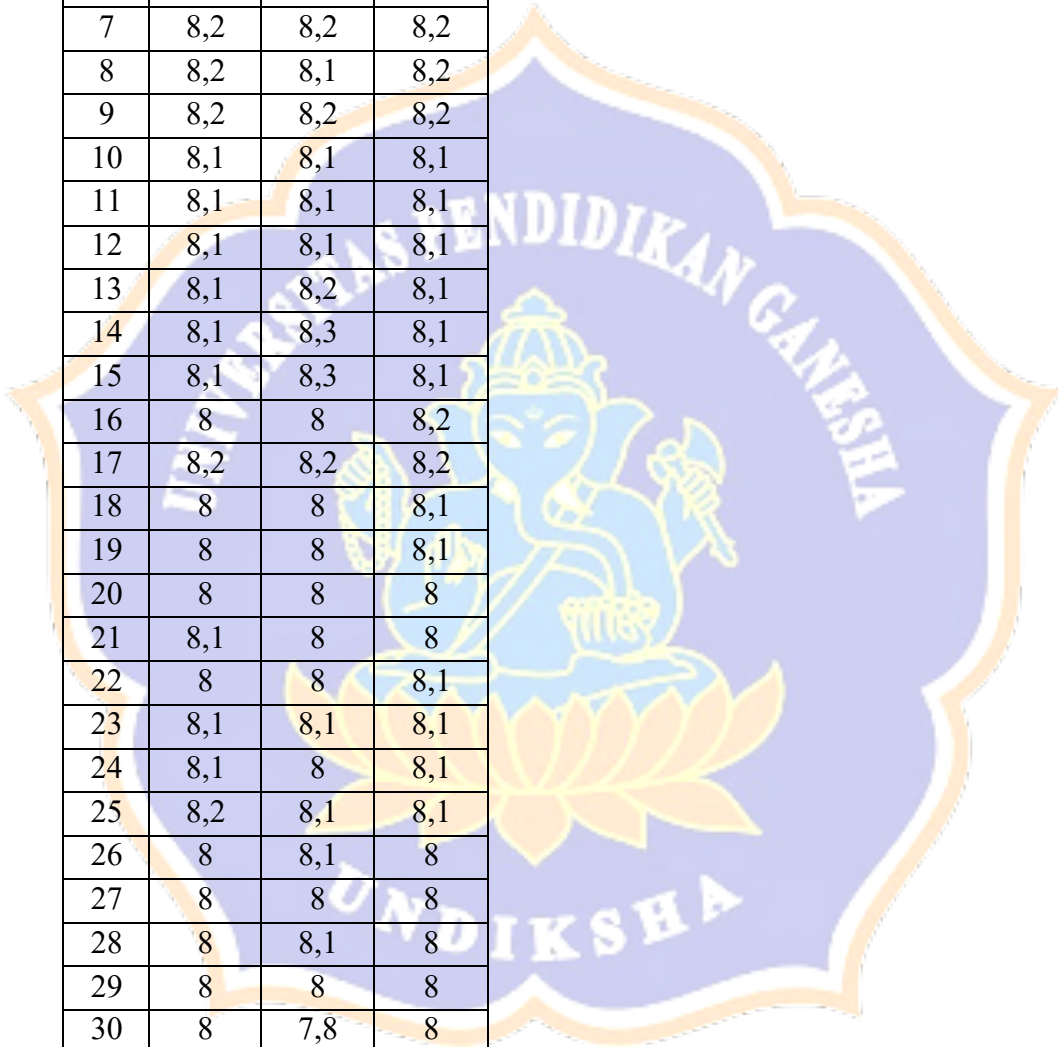 7 8,2 8,2 8,2
8 8,2 8,1 8,2
9 8,2 8,2 8,2
10 8,1 8,1 8,1
11 8,1 8,1 8,1
12 8,1 8,1 8,1
13 8,1 8,2 8,1
14 8,1 8,3 8,1
15 8,1 8,3 8,1
16 8 8 8,2
17 8,2 8,2 8,2
18 8 8 8,1
19 8 8 8,1
20 8 8 8
21 8,1 8 8
22 8 8 8,1
23 8,1 8,1 8,1
24 8,1 8 8,1
25 8,2 8,1 8,1
26 8 8,1 8
27 8 8 8
28 8 8,1 8
29 8 8 8
30 8 7,8 8
UNIVERSITAS PENDIDIKAN GANESHA
UNDIKSHA